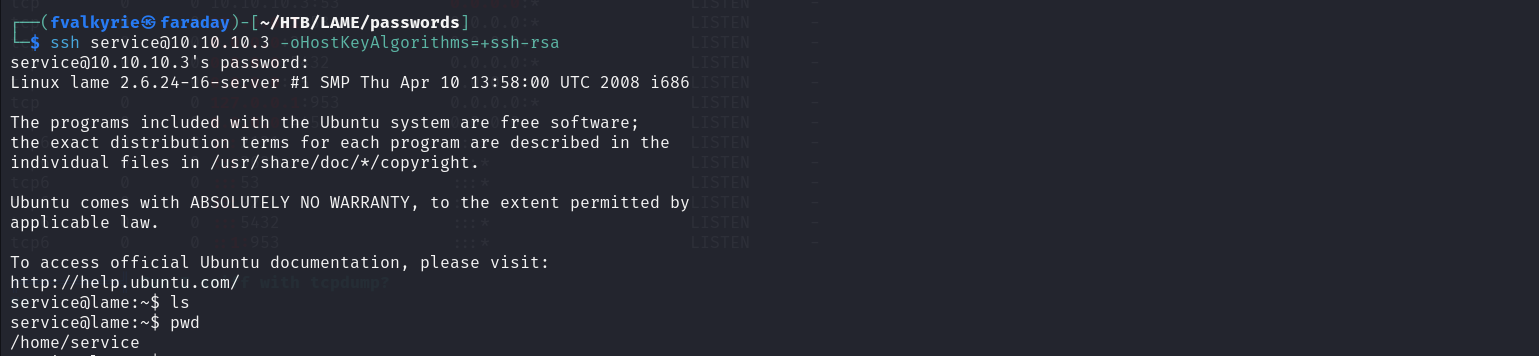 ┌──(fvalkyrie㉿faraday)-[~/HTB/LAME/passwords]
└─$ ssh service@10.10.10.3 -oHostKeyAlgorithms=+ssh-rsa
service@10.10.10.3's password:
Linux lame 2.6.24-16-server #1 SMP Thu Apr 10 13:58:00 UTC 2008 i686
The programs included with the Ubuntu system are free software;
the exact distribution terms for each program are described in the
individual files in /usr/share/doc/*/copyright.
Ubuntu comes with ABSOLUTELY NO WARRANTY, to the extent permitted by
applicable law.
To access official Ubuntu documentation, please visit:
http://help.ubuntu.com/
service@lame:~$ ls
service@lame:~$ pwd
/home/service